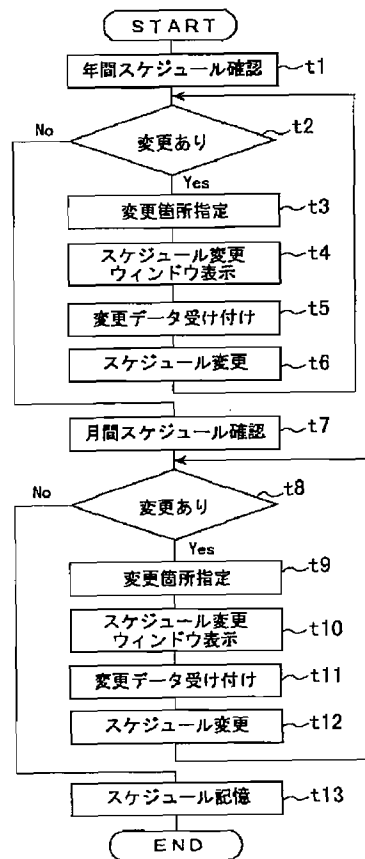 START
年間スケジュール確認 t1
変更あり t2
No
Yes
変更箇所指定 t3
スケジュール変更
ウィンドウ表示 t4
変更データ受け付け t5
スケジュール変更 t6
月間スケジュール確認 t7
変更あり t8
No
Yes
変更箇所指定 t9
スケジュール変更
ウィンドウ表示 t10
変更データ受け付け t11
スケジュール変更 t12
スケジュール記憶 t13
END